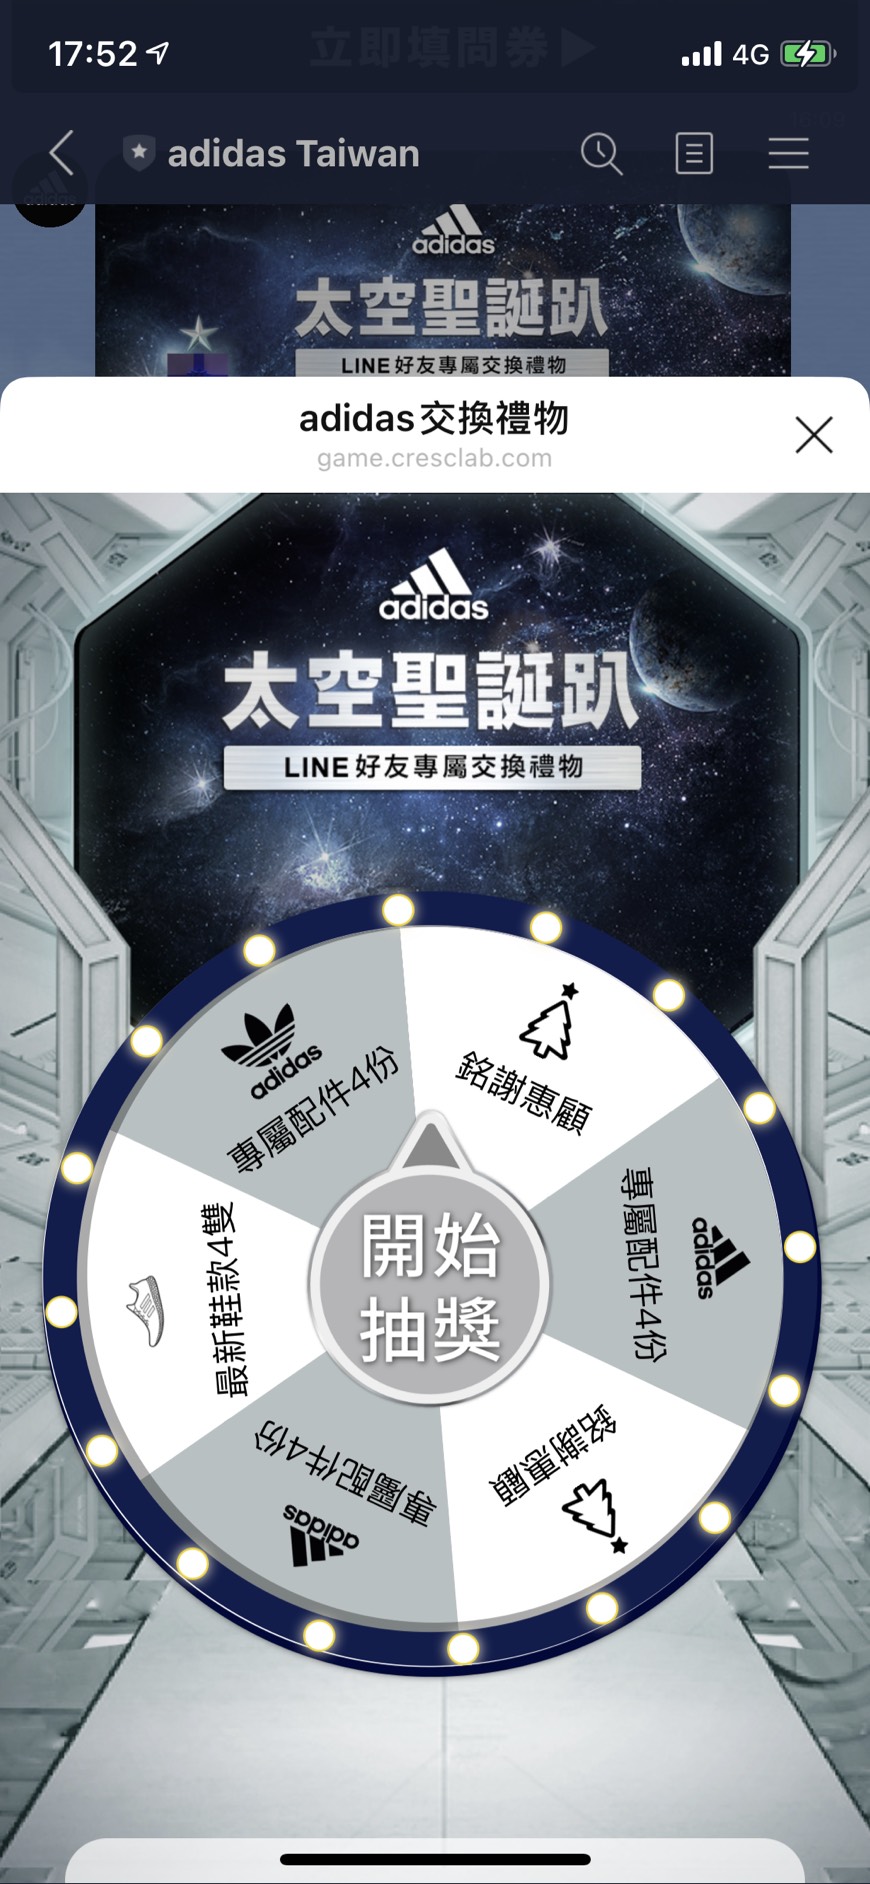 立即填問券▶
17:52
4G
adidas Taiwan
adidas
adidas
太空聖誕趴
LINE好友專屬交換禮物
adidas交換禮物
game.cresclab.com
adidas
太空聖誕趴
LINE好友專屬交換禮物
adidas
專屬配件4份
銘謝惠顧
adidas
專屬配件4份
銘謝惠顧
adidas
專屬配件4份
最新鞋款4雙
開始
抽獎